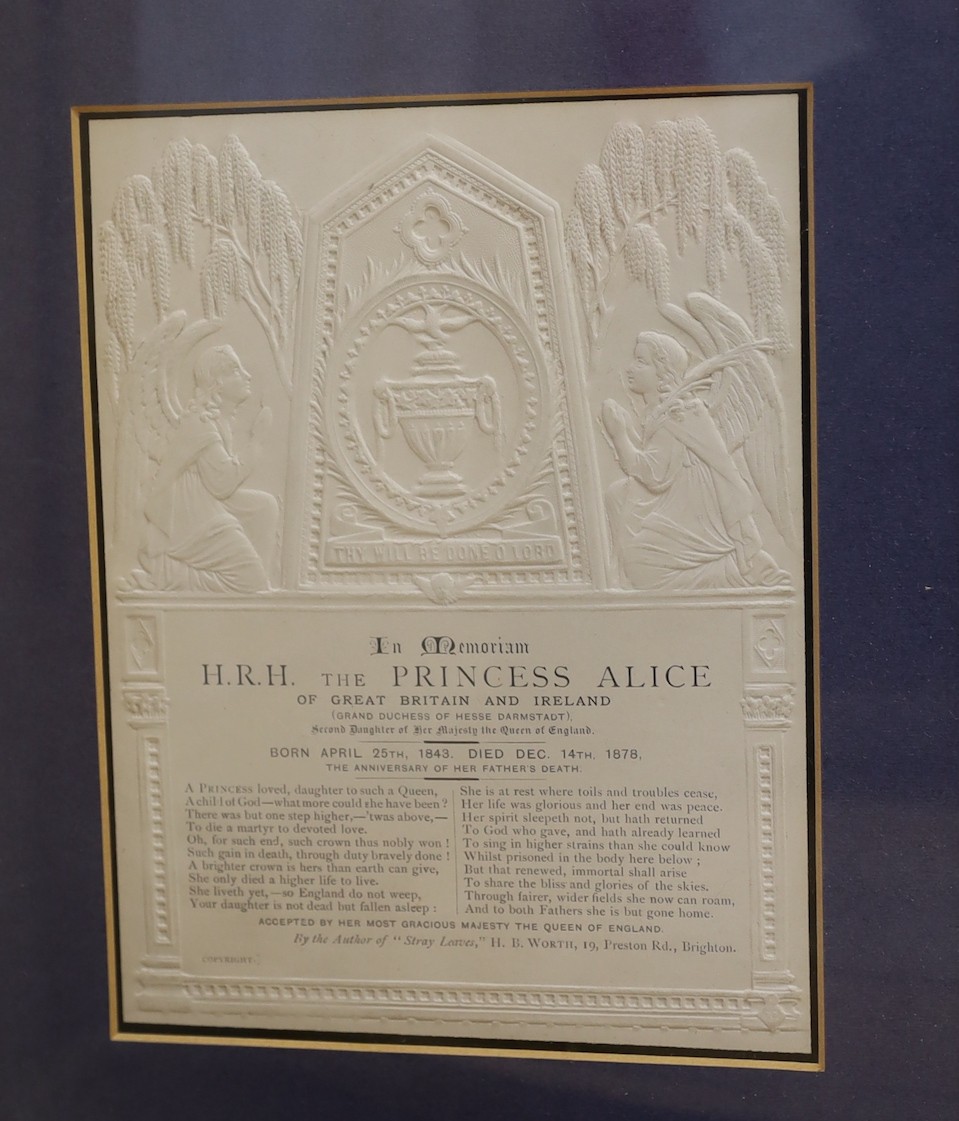 THY WILL BE DONE O LORD
In Memoriam
H.R.H. THE PRINCESS ALICE
OF GREAT BRITAIN AND IRELAND
(GRAND DUCHESS OF HESSE DARMSTADT),
Second Daughter of Her Majesty the Queen of England.
BORN APRIL 25TH, 1843. DIED DEC. 14TH, 1878,
THE ANNIVERSARY OF HER FATHER'S DEATH.
A PRINCESS loved, daughter to such a Queen,
A child of God—what more could she have been?
There was but one step higher,—'twas above,—
To die a martyr to devoted love.
Oh, for such end, such crown thus nobly won!
Such gain in death, through duty bravely done!
A brighter crown is hers than earth can give,
She only died a higher life to live.
She liveth yet,—so England do not weep,
Your daughter is not dead but fallen asleep:
She is at rest where toils and troubles cease,
Her life was glorious and her end was peace.
Her spirit sleepeth not, but hath returned
To God who gave, and hath already learned
To sing in higher strains than she could know
Whilst prisoned in the body here below;
But that renewed, immortal shall arise
To share the bliss and glories of the skies.
Through fairer, wider fields she now can roam,
And to both Fathers she is but gone home.
ACCEPTED BY HER MOST GRACIOUS MAJESTY THE QUEEN OF ENGLAND.
By the Author of "Stray Leaves," H. B. WORTH, 19, Preston Rd., Brighton.
COPYRIGHT.